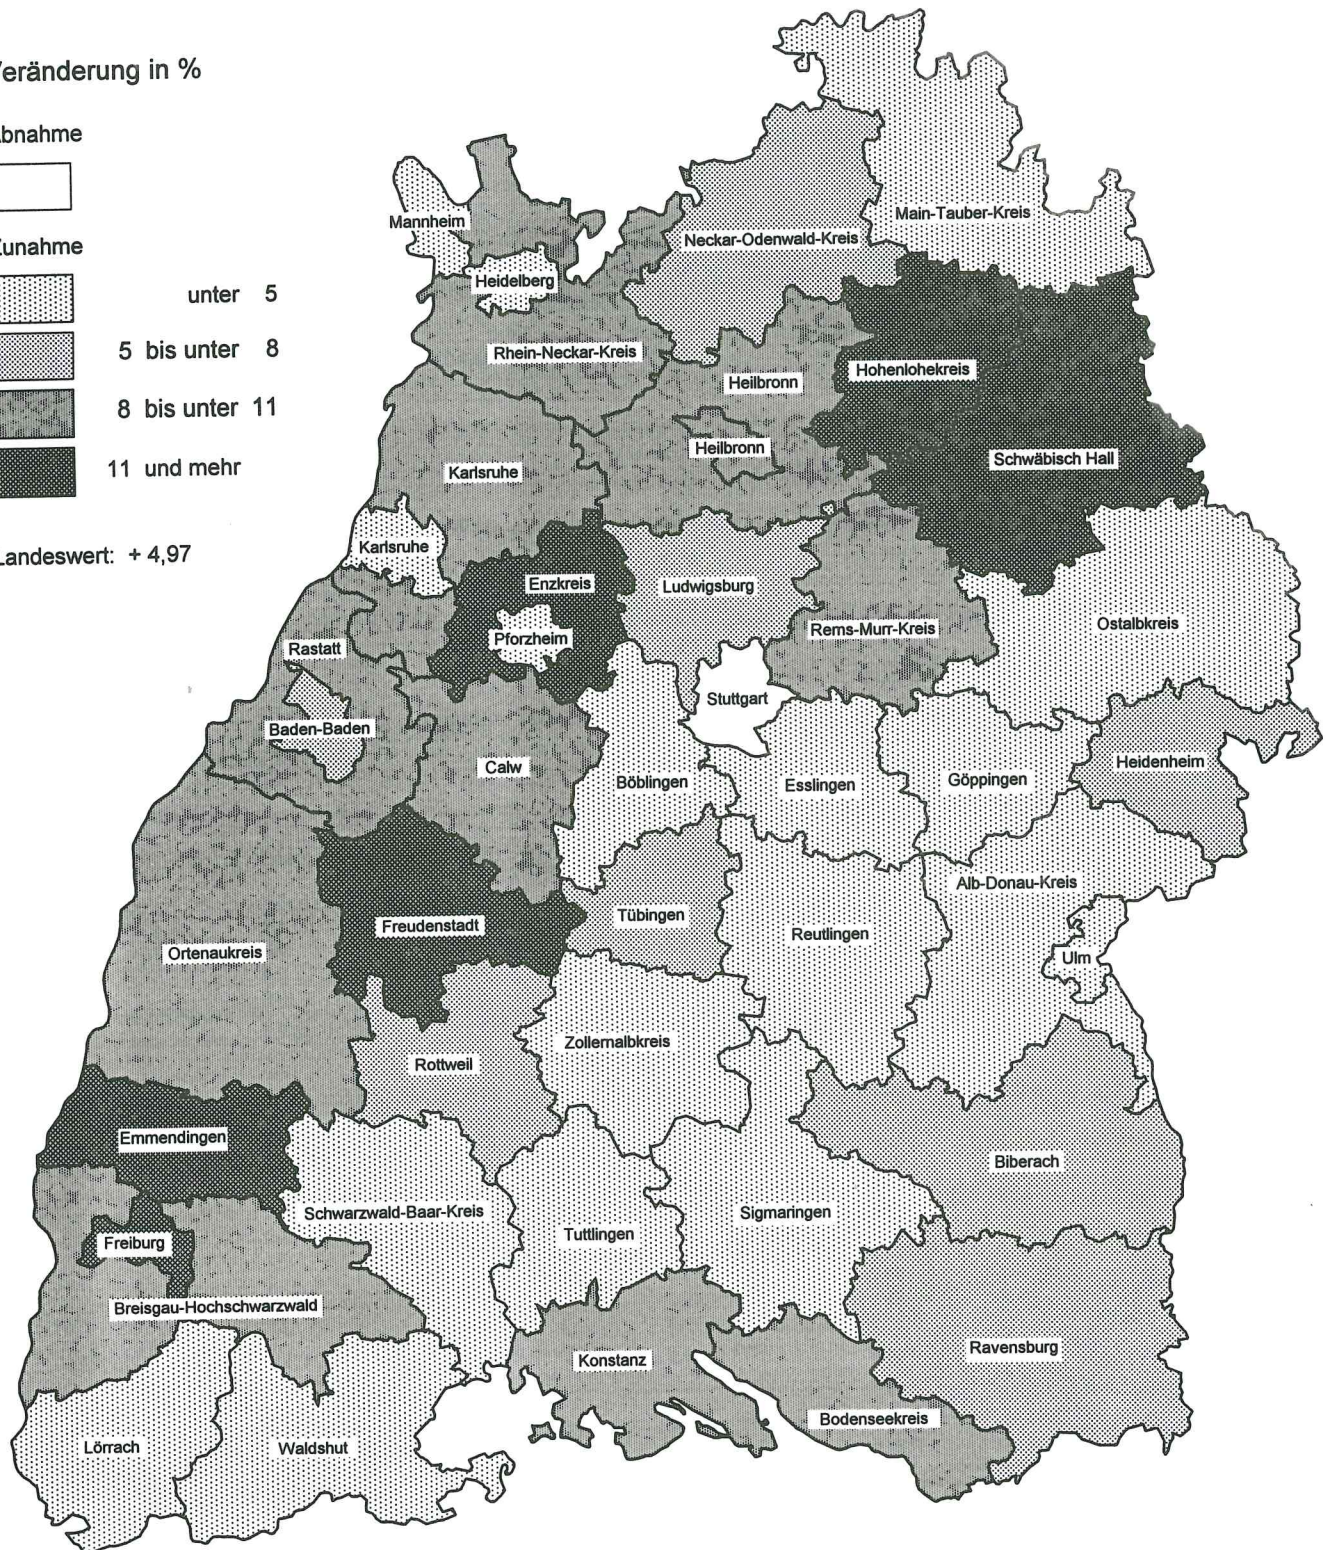 eränderung in %
bnahme
unahme
unter 5
5 bis unter 8
8 bis unter 11
11 und mehr
Landeswert: + 4,97
Main-Tauber-Kreis
Mannheim
Neckar-Odenwald-Kreis
Heidelberg
Rhein-Neckar-Kreis
Hohenlohekreis
Heilbronn
Heilbronn
Schwäbisch Hall
Karlsruhe
Karlsruhe
Enzkreis
Ludwigsburg
Ostalbkreis
Rems-Murr-Kreis
Pforzheim
Rastatt
Stuttgart
Baden-Baden
Heidenheim
Calw
Böblingen
Esslingen
Göppingen
Alb-Donau-Kreis
Tübingen
Freudenstadt
Reutlingen
Ortenaukreis
Ulm
Zollernalbkreis
Rottweil
Emmendingen
Biberach
Schwarzwald-Baar-Kreis
Sigmaringen
Tuttlingen
Freiburg
Breisgau-Hochschwarzwald
Ravensburg
Konstanz
Bodenseekreis
Lörrach
Waldshut